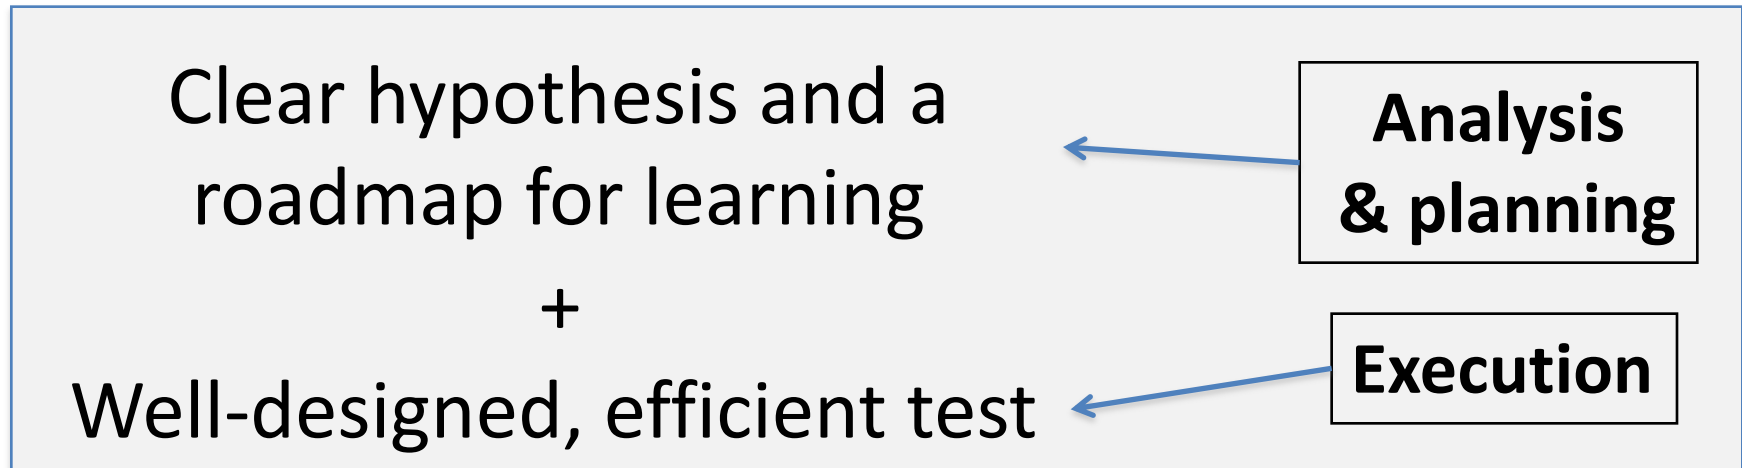 Clear hypothesis and a
roadmap for learning
+
Well-designed, efficient test
Analysis
& planning
Execution